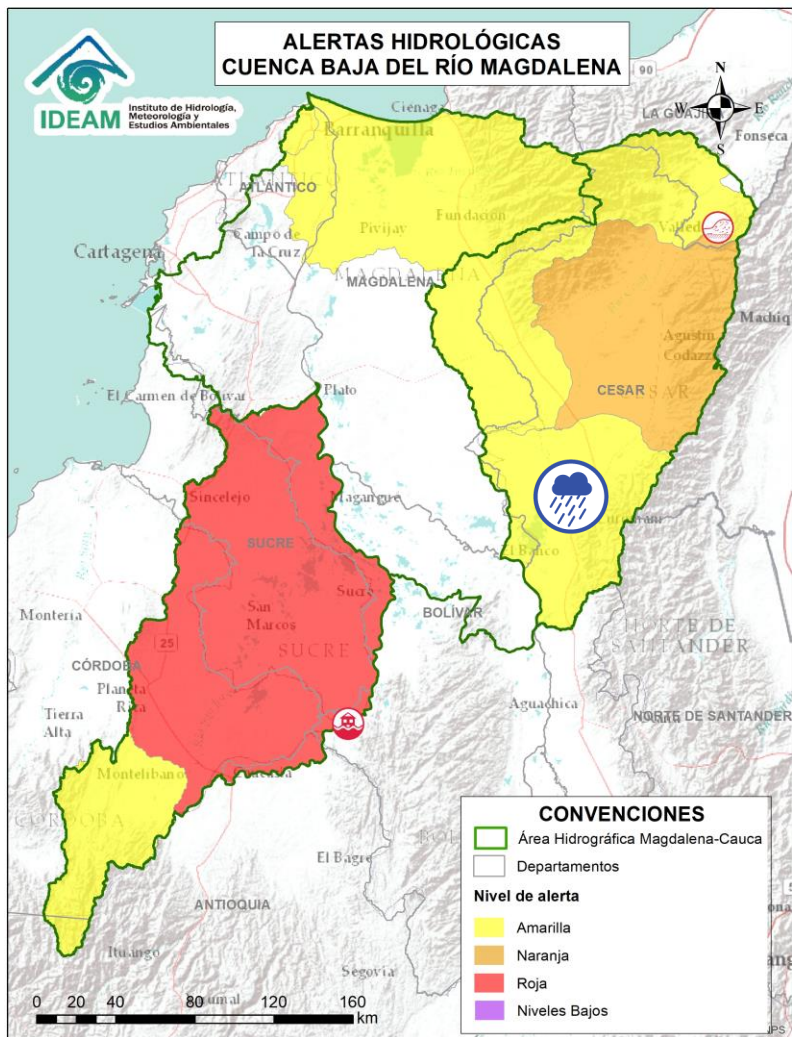 ALERTAS HIDROLÓGICAS
CUENCA BAJA DEL RÍO MAGDALENA
IDEAM
Instituto de Hidrología,
Meteorología y
Estudios Ambientales
N
W E
S
90
Ciénaga
LA GUAJIRA
Fonseca
Barranquilla
ATLÁNTICO
Pivijay
Fundación
Cartagena
Campo de
la Cruz
MAGDALENA
Agustín
Codazzi
CESAR
El Carmen de Bolívar
Plato
Sincelejo
Magangué
SUCRE
El Banco
Sucre
BOLÍVAR
Montería
San
Marcos
SUCRE
NORTE DE
SANTANDER
25
CÓRDOBA
Planeta
Rica
Tierra
Alta
Aguachica
NORTE DE SANTANDER
Montelíbano
CÓRDOBA
El Bagre
ANTIOQUIA
Ituango
Segovia
CONVENCIONES
Área Hidrográfica Magdalena-Cauca
Departamentos
Nivel de alerta
Amarilla
Naranja
Roja
Niveles Bajos
0 20 40 80 120 160
km